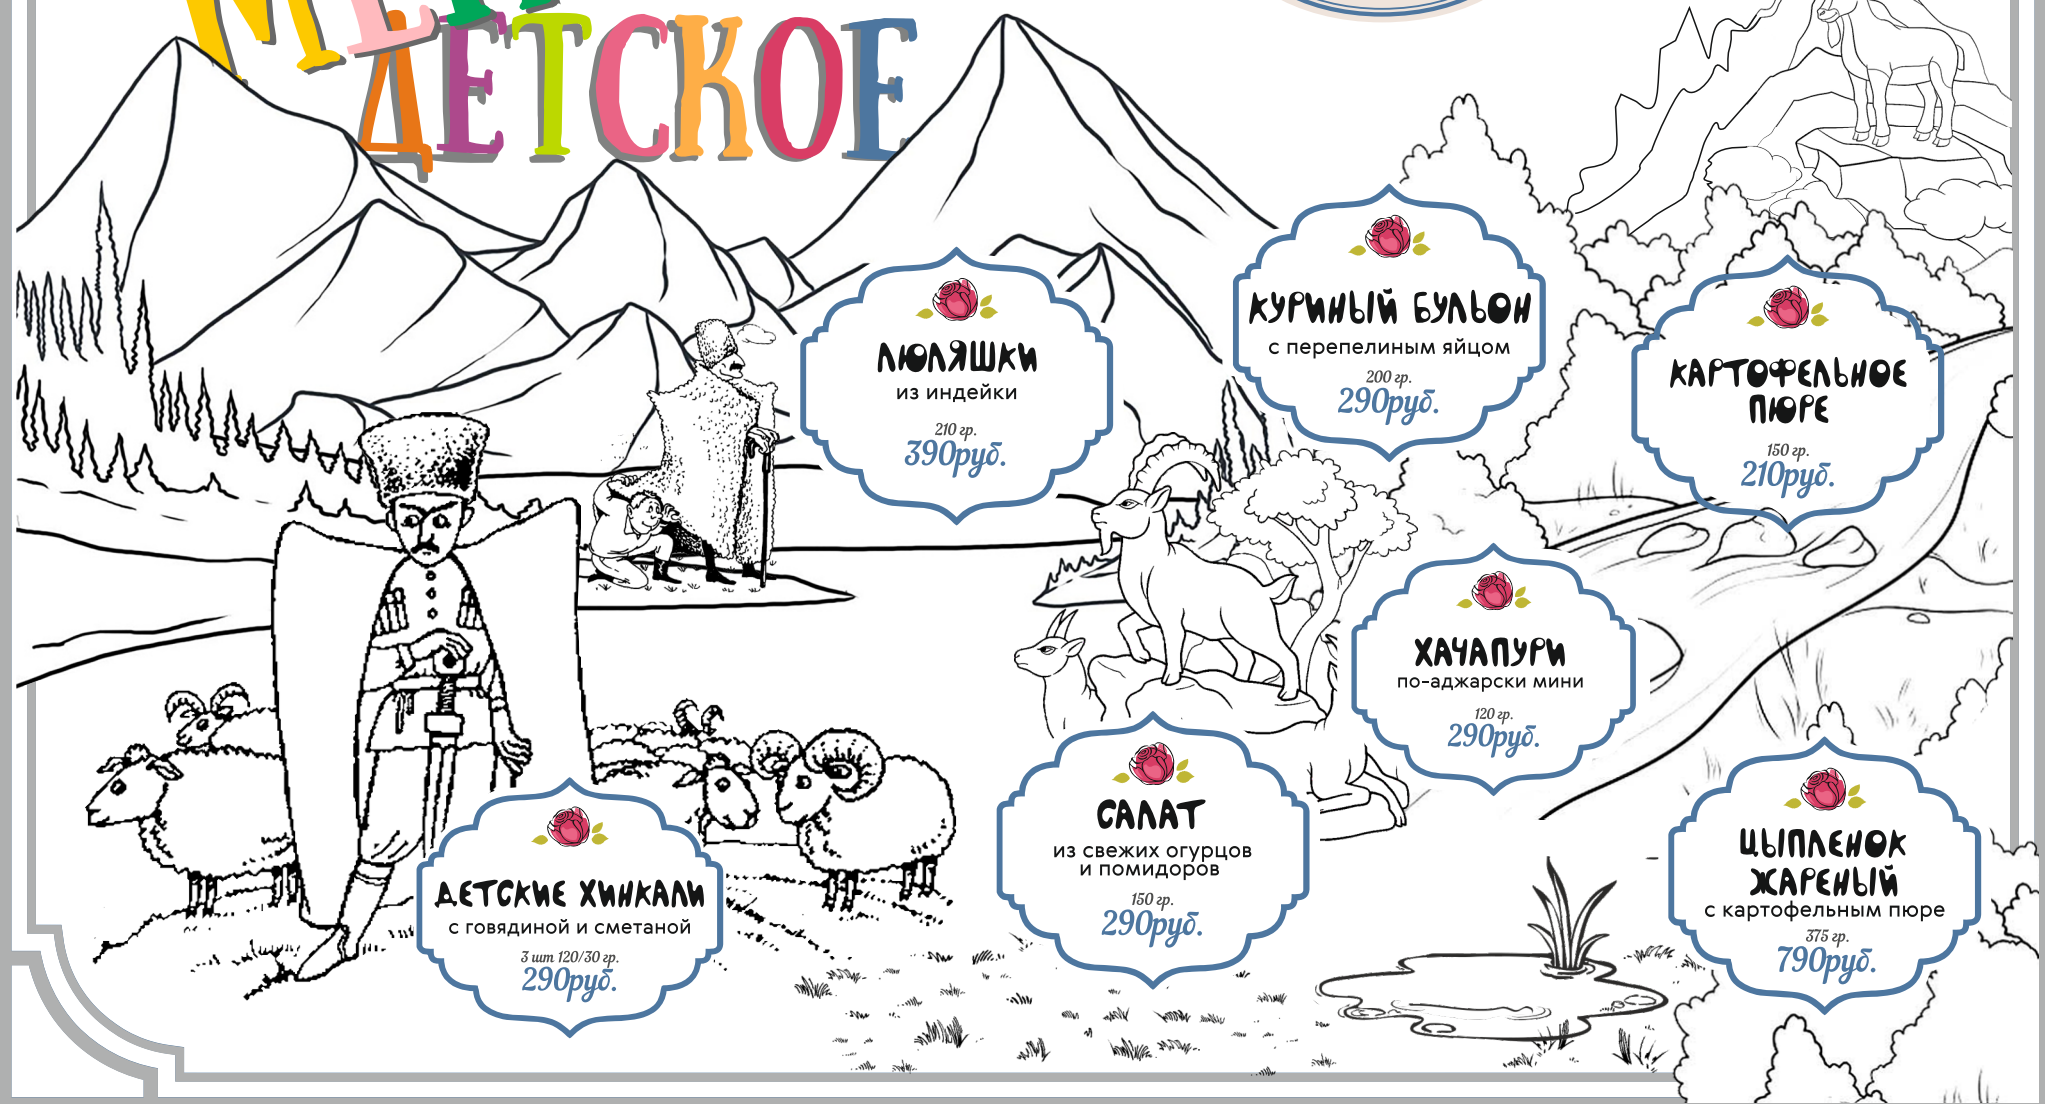 ДЕТСКОЕ
ЛЮЛЯШКИ
из индейки
210 гр.
390руб.
КУРИНЫЙ БУЛЬОН
с перепелиным яйцом
200 гр.
290руб.
КАРТОФЕЛЬНОЕ
ПЮРЕ
150 гр.
210руб.
ХАЧАПУРИ
по-аджарски мини
120 гр.
290руб.
САЛАТ
из свежих огурцов
и помидоров
150 гр.
290руб.
ДЕТСКИЕ ХИНКАЛИ
с говядиной и сметаной
3 шт 120/30 гр.
290руб.
ЦЫПЛЕНОК
ЖАРЕНЫЙ
с картофельным пюре
375 гр.
790руб.